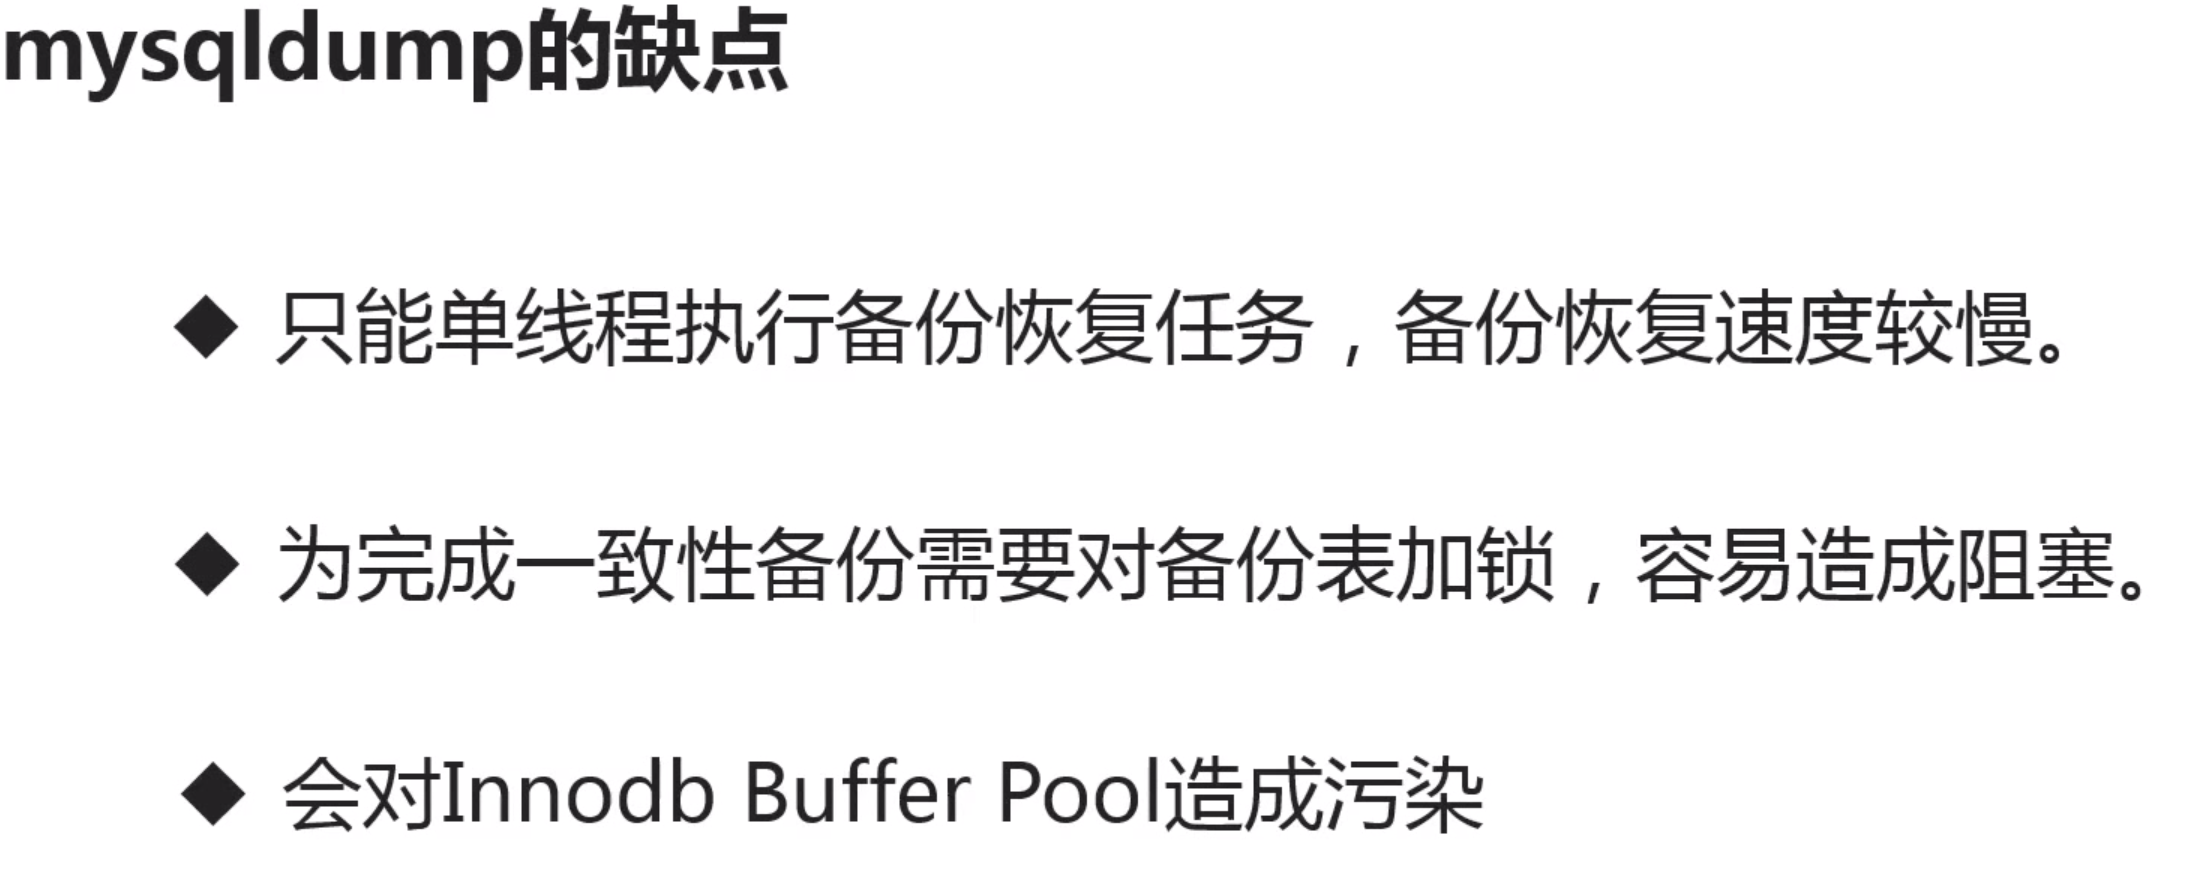 mysqldump的缺点
◆ 只能单线程执行备份恢复任务，备份恢复速度较慢。
◆ 为完成一致性备份需要对备份表加锁，容易造成阻塞。
◆ 会对Innodb Buffer Pool造成污染